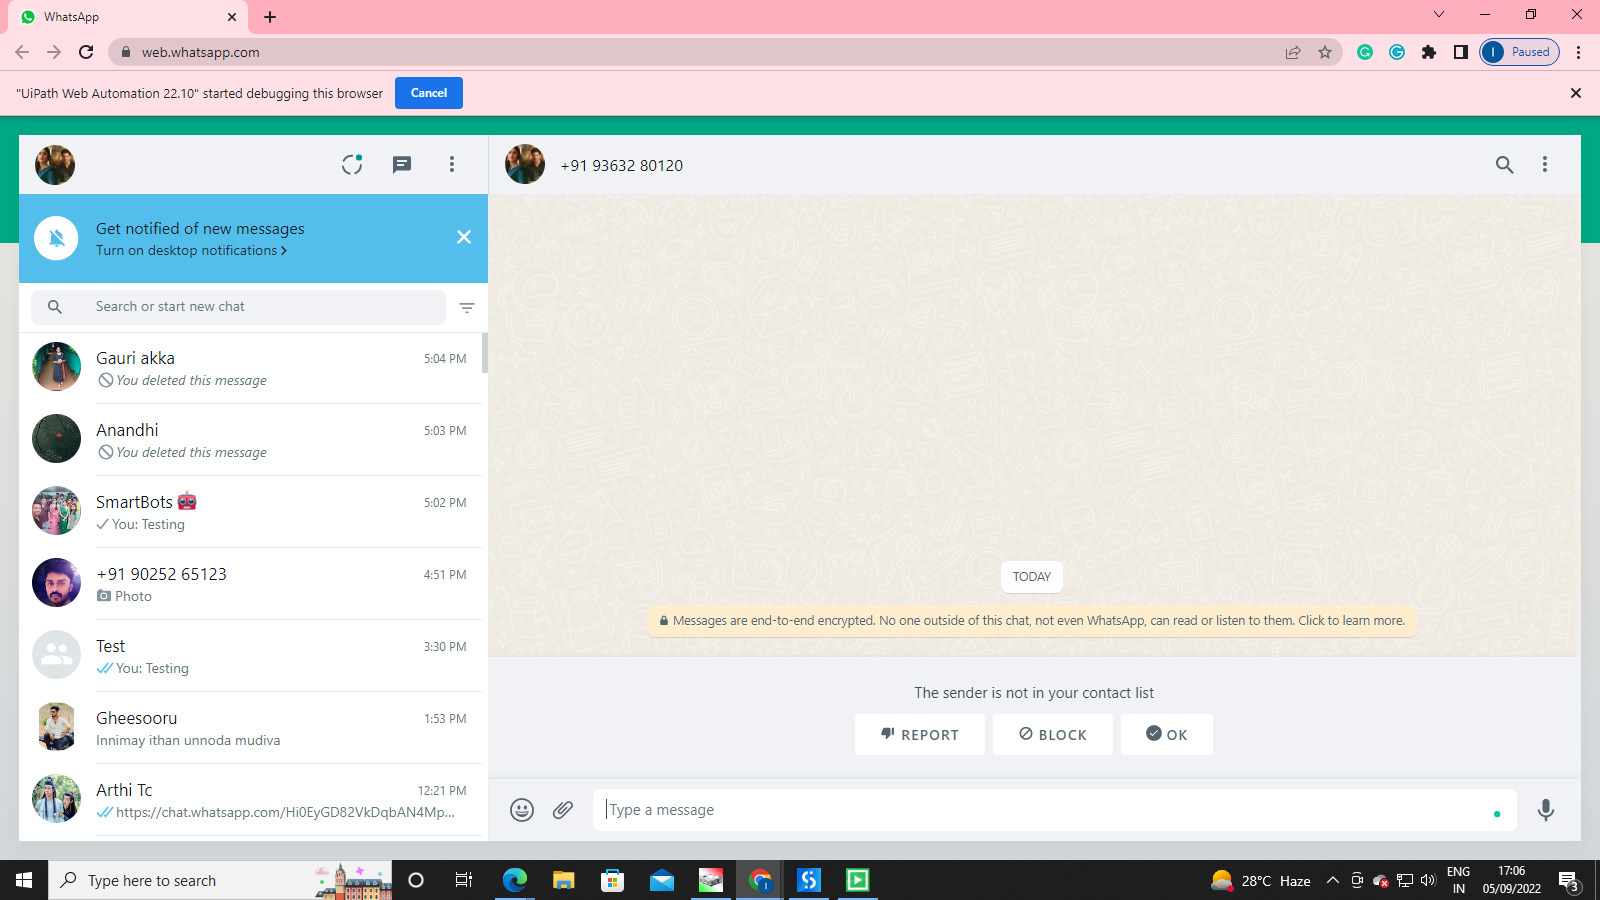 WhatsApp
web.whatsapp.com
I
Paused
"UiPath Web Automation 22.10" started debugging this browser
Cancel
+91 93632 80120
Get notified of new messages
Turn on desktop notifications
Search or start new chat
Gauri akka
5:04 PM
You deleted this message
Anandhi
5:03 PM
You deleted this message
SmartBots
5:02 PM
You: Testing
+91 90252 65123
4:51 PM
Photo
Test
3:30 PM
You: Testing
Gheesooru
1:53 PM
Innimay ithan unnoda mudiva
Arthi Tc
12:21 PM
https://chat.whatsapp.com/Hi0EyGD82VkDqbAN4Mp...
TODAY
Messages are end-to-end encrypted. No one outside of this chat, not even WhatsApp, can read or listen to them. Click to learn more.
The sender is not in your contact list
REPORT
BLOCK
OK
Type a message
Type here to search
28°C Haze
ENG
IN
17:06
05/09/2022
3